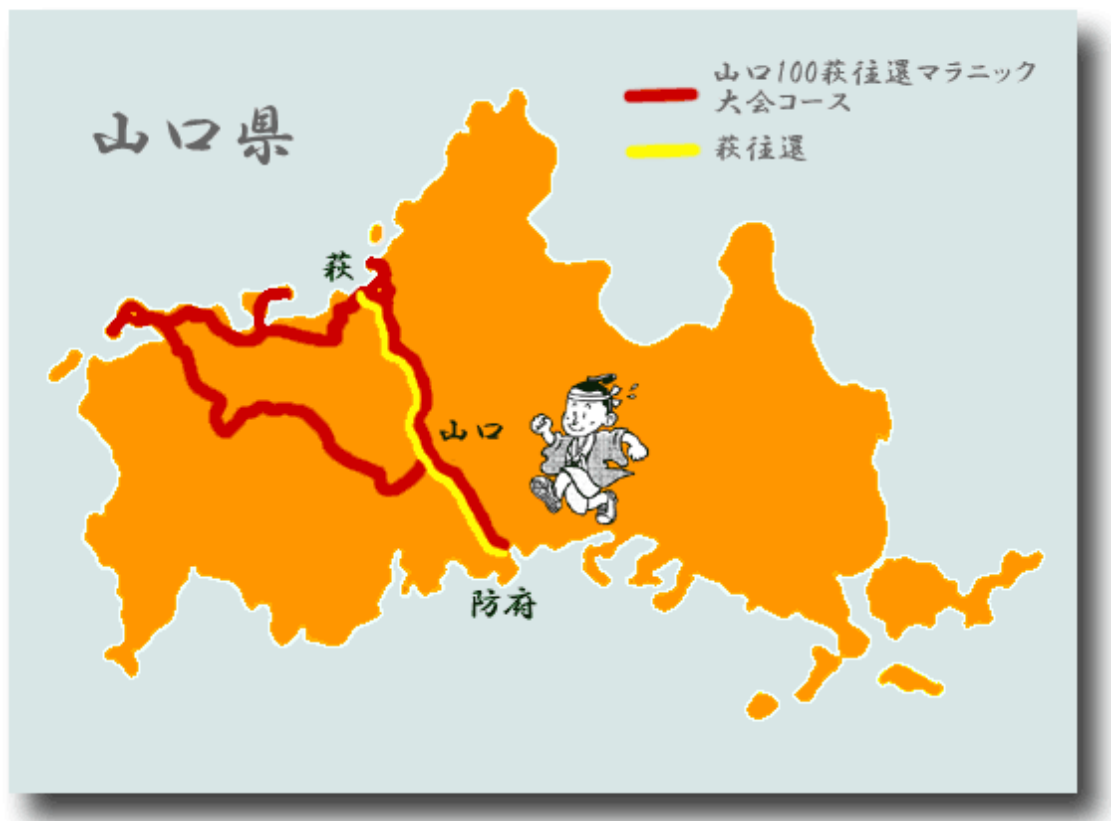 山口県
山口100萩往還マラニック
大会コース
萩往還
萩
山口
防府